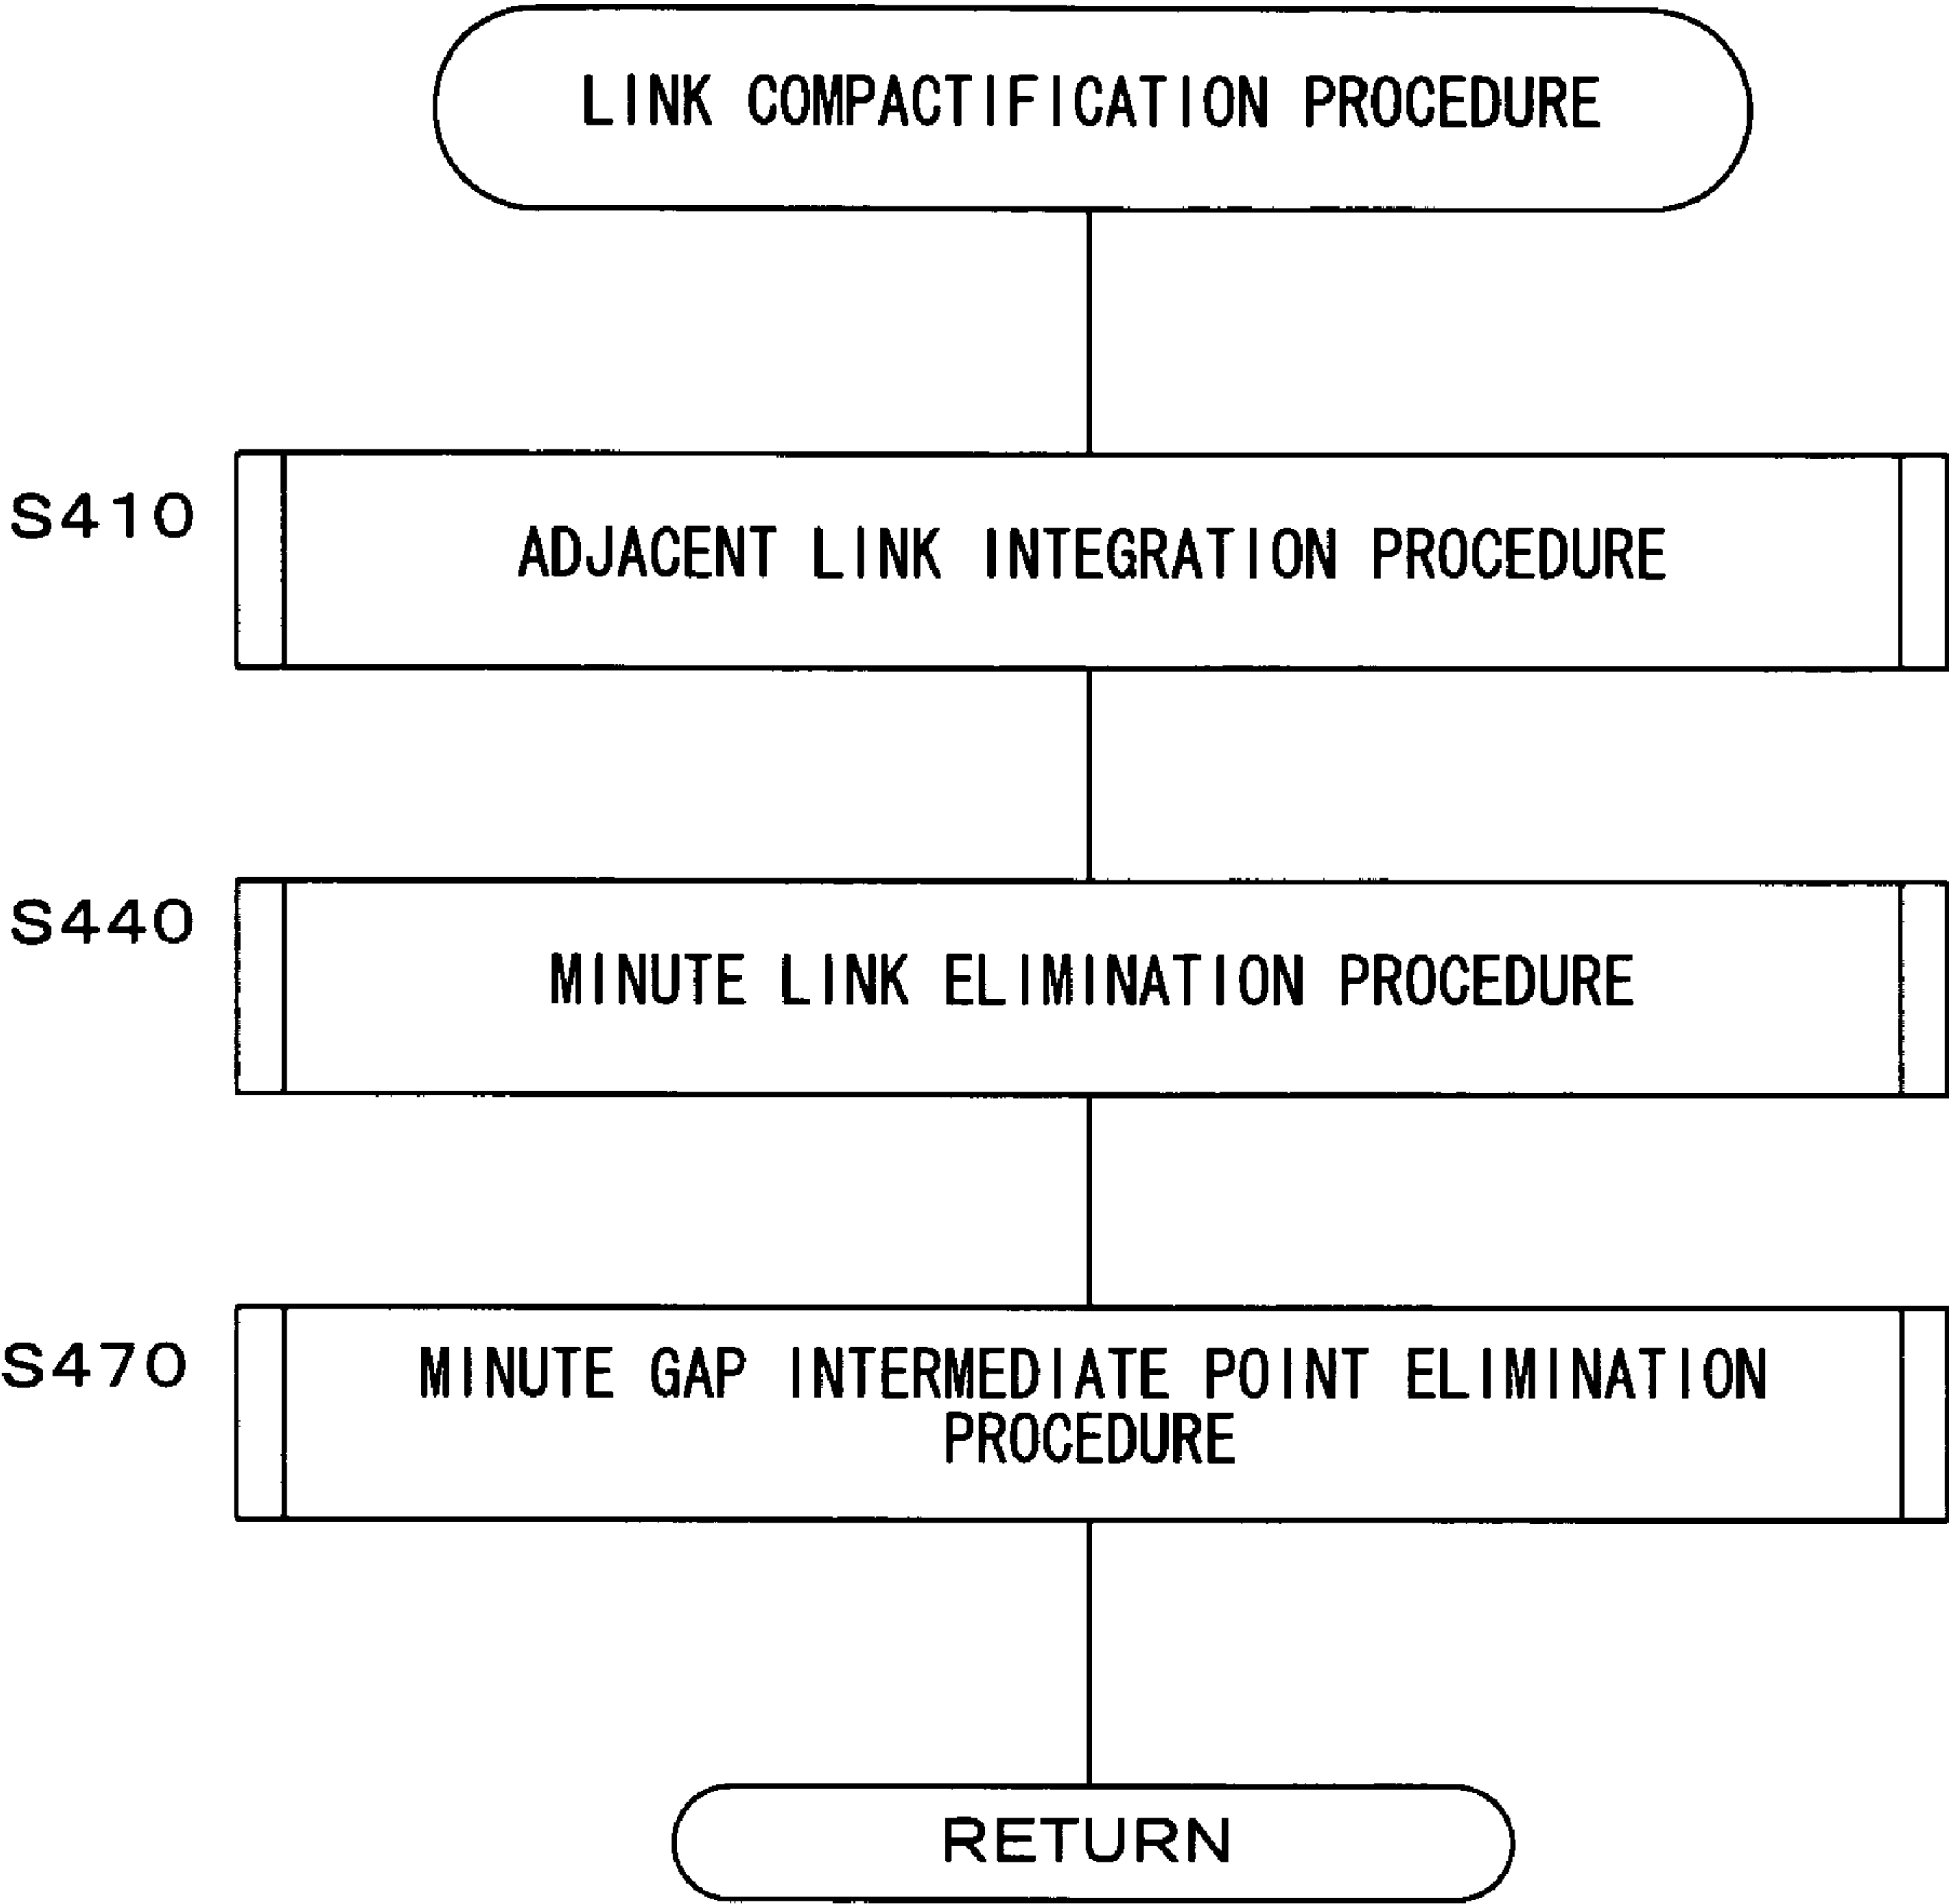 LINK COMPACTIFICATION PROCEDURE
S410
ADJACENT LINK INTEGRATION PROCEDURE
S440
MINUTE LINK ELIMINATION PROCEDURE
S470
MINUTE GAP INTERMEDIATE POINT ELIMINATION
PROCEDURE
RETURN